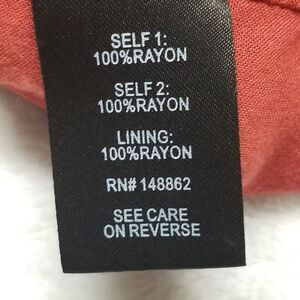 SELF 1:
100%RAYON
SELF 2:
100%RAYON
LINING:
100%RAYON
RN# 148862
SEE CARE
ON REVERSE